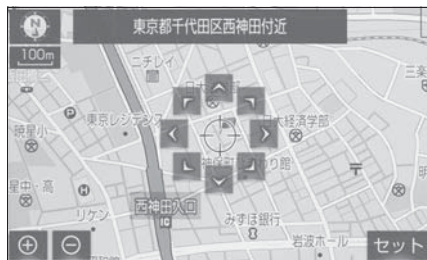 東京都千代田区西神田付近
100m
ニチレイ
東京レジデンス
大経済学部
暁星小
星中・高
リケン
西神田入口
IC
みずほ銀行
岩波ホール
セット